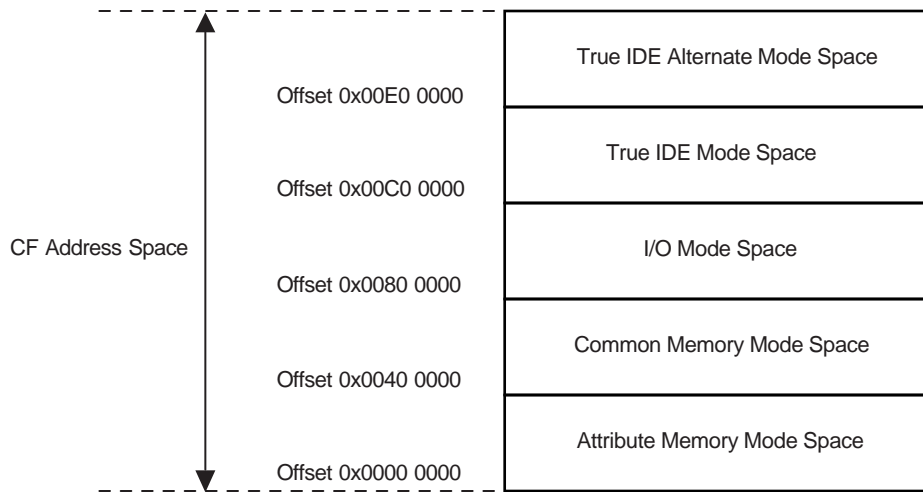 True IDE Alternate Mode Space
Offset 0x00E0 0000
True IDE Mode Space
Offset 0x00C0 0000
CF Address Space
I/O Mode Space
Offset 0x0080 0000
Common Memory Mode Space
Offset 0x0040 0000
Attribute Memory Mode Space
Offset 0x0000 0000